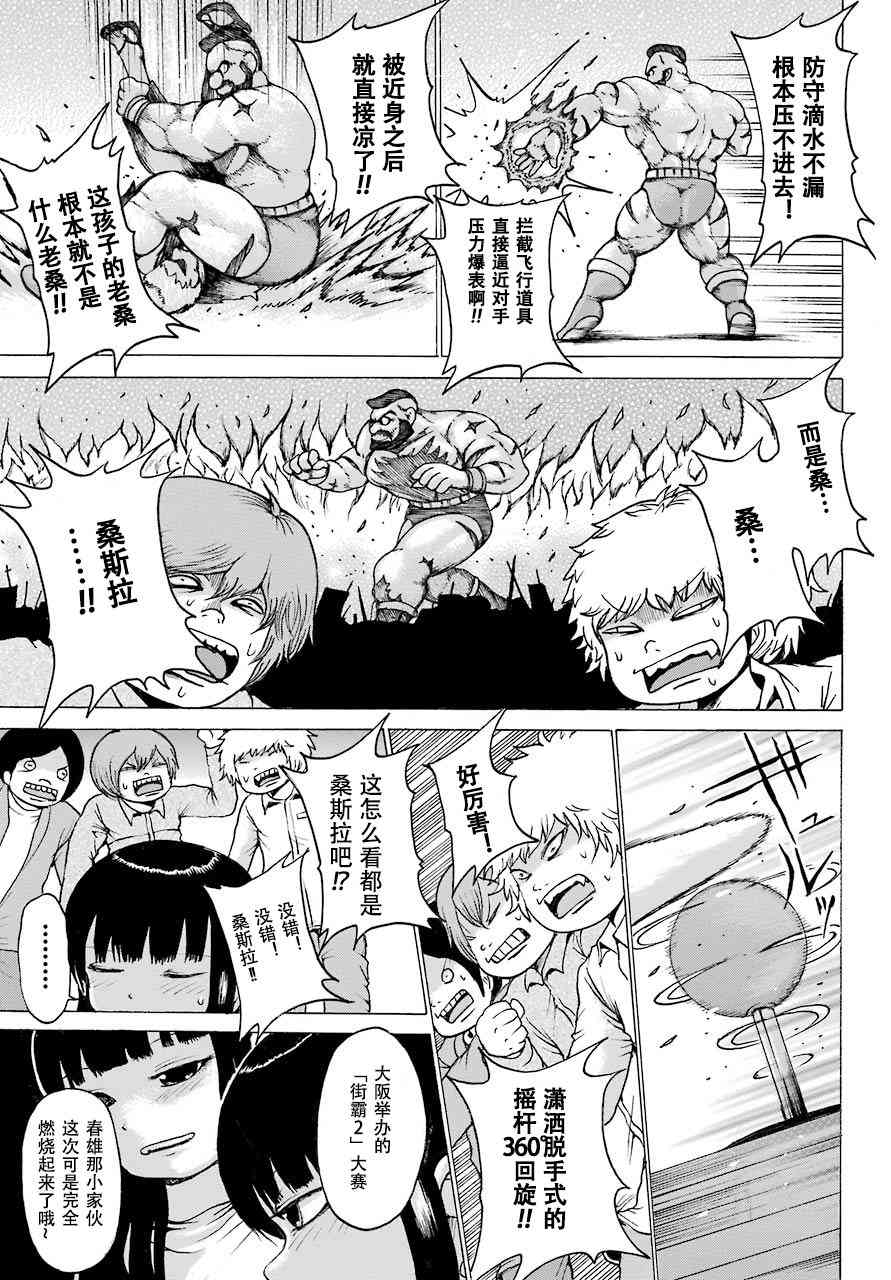 防守滴水不漏
根本压不进去！
拦截飞行道具
直接逼近对手
压力爆表啊!!
被近身之后
就直接凉了!!
这孩子的老桑
根本就不是
什么老桑!!
而是桑…
桑…
桑斯拉
……!!
ギュッ
好厉害！
潇洒脱手式的
摇杆360°回旋!!
这怎么看都是
桑斯拉吧!?
没错！
没错！
桑斯拉!!
………
大阪举办的
「街霸2」大赛
春雄那小家伙
这次可是完全
燃烧起来了哦~